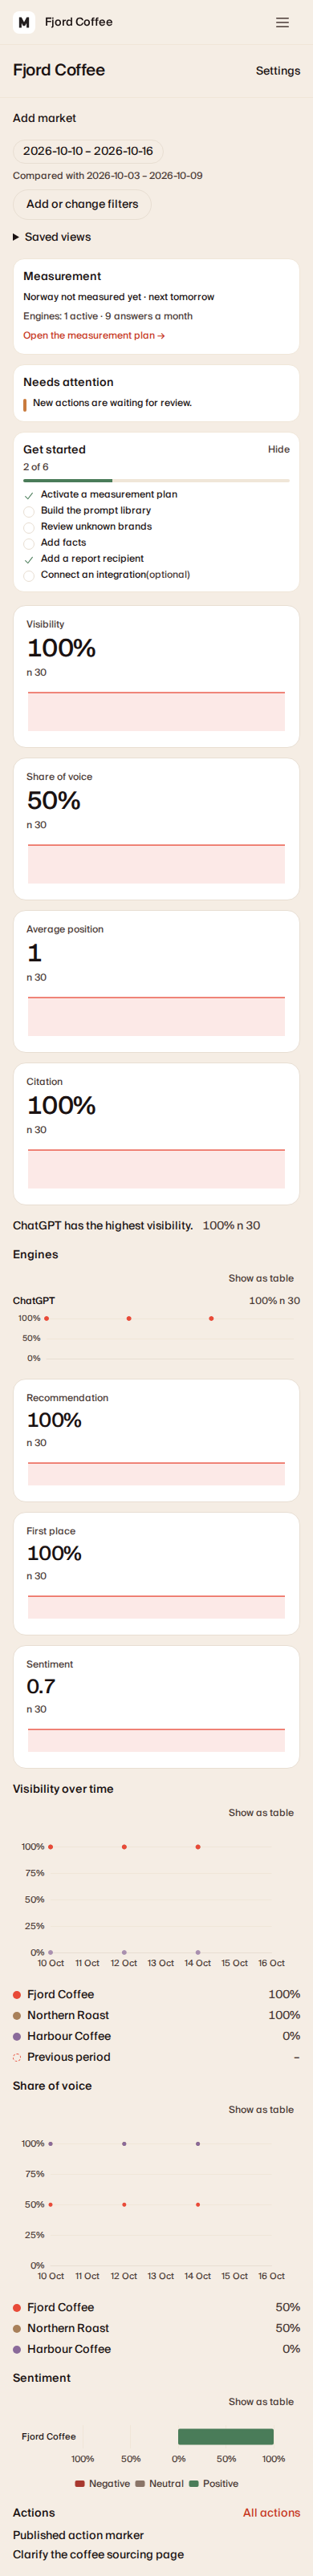 M Fjord Coffee
Fjord Coffee Settings
Add market
2026-10-10 – 2026-10-16
Compared with 2026-10-03 – 2026-10-09
Add or change filters
Saved views
Measurement
Norway not measured yet · next tomorrow
Engines: 1 active · 9 answers a month
Open the measurement plan →
Needs attention
New actions are waiting for review.
Get started Hide
2 of 6
Activate a measurement plan
Build the prompt library
Review unknown brands
Add facts
Add a report recipient
Connect an integration(optional)
Visibility
100%
n 30
Share of voice
50%
n 30
Average position
1
n 30
Citation
100%
n 30
ChatGPT has the highest visibility. 100% n 30
Engines
Show as table
ChatGPT 100% n 30
100%
50%
0%
Recommendation
100%
n 30
First place
100%
n 30
Sentiment
0.7
n 30
Visibility over time
Show as table
100%
75%
50%
25%
0%
10 Oct 11 Oct 12 Oct 13 Oct 14 Oct 15 Oct 16 Oct
Fjord Coffee 100%
Northern Roast 100%
Harbour Coffee 0%
Previous period –
Share of voice
Show as table
100%
75%
50%
25%
0%
10 Oct 11 Oct 12 Oct 13 Oct 14 Oct 15 Oct 16 Oct
Fjord Coffee 50%
Northern Roast 50%
Harbour Coffee 0%
Sentiment
Show as table
Fjord Coffee
100% 50% 0% 50% 100%
Negative Neutral Positive
Actions All actions
Published action marker
Clarify the coffee sourcing page